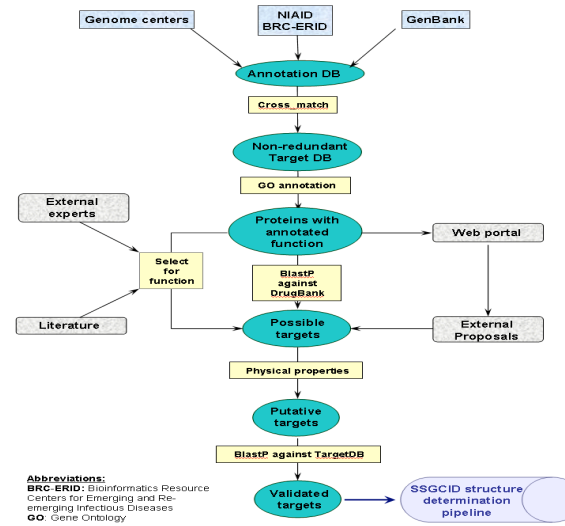 Genome centers
NIAID
BRC-ERID
GenBank
Annotation DB
Cross_match
Non-redundant
Target DB
GO annotation
External
experts
Proteins with
annotated
function
Web portal
Select
for
function
BlastP
against
DrugBank
Literature
Possible
targets
External
Proposals
Physical properties
Putative
targets
BlastP against TargetDB
Validated
targets
SSGCID structure
determination
pipeline
Abbreviations:
BRC-ERID: Bioinformatics Resource
Centers for Emerging and Re-
emerging Infectious Diseases
GO: Gene Ontology